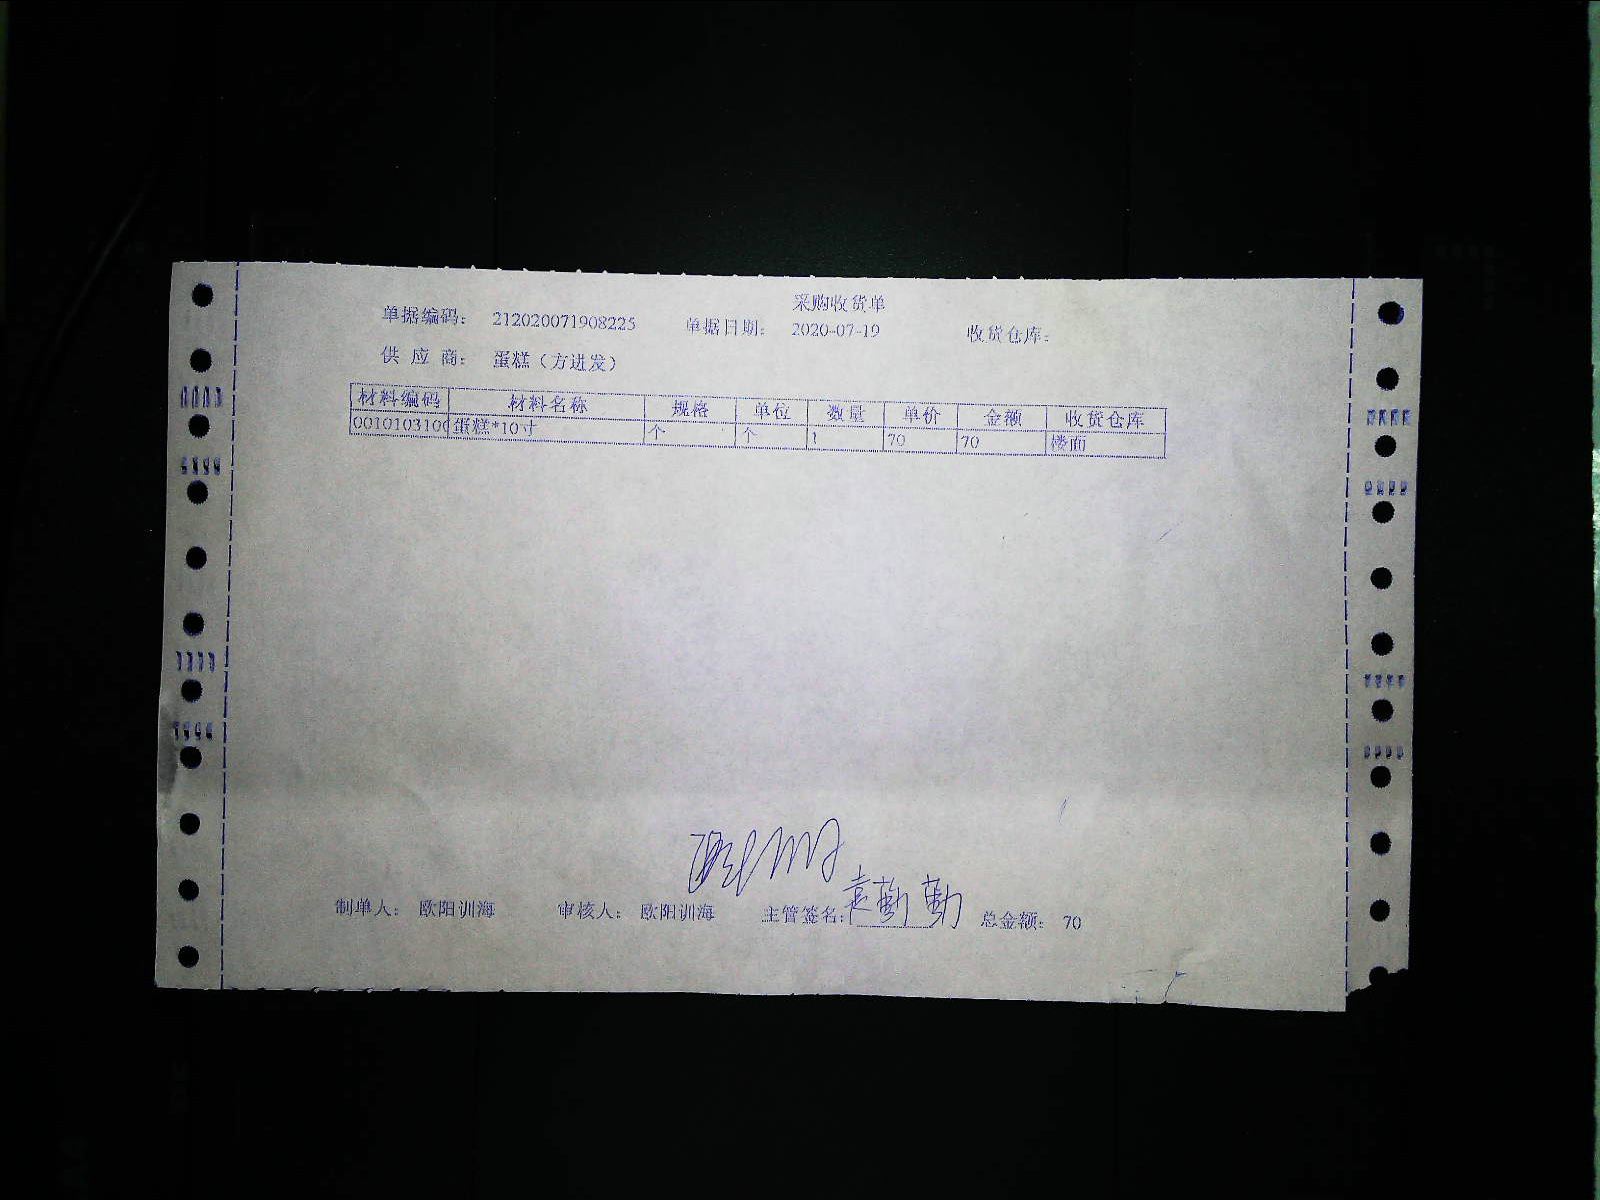 采购收货单
单据编码： 212020071908225 单据日期： 2020-07-19 收货仓库：
供 应 商： 蛋糕（方进发）
材料编码 材料名称 规格 单位 数量 单价 金额 收货仓库
0010103100 蛋糕*10寸 个 个 1 70 70 楼面
制单人： 欧阳训海 审核人： 欧阳训海 主管签名： 总金额： 70